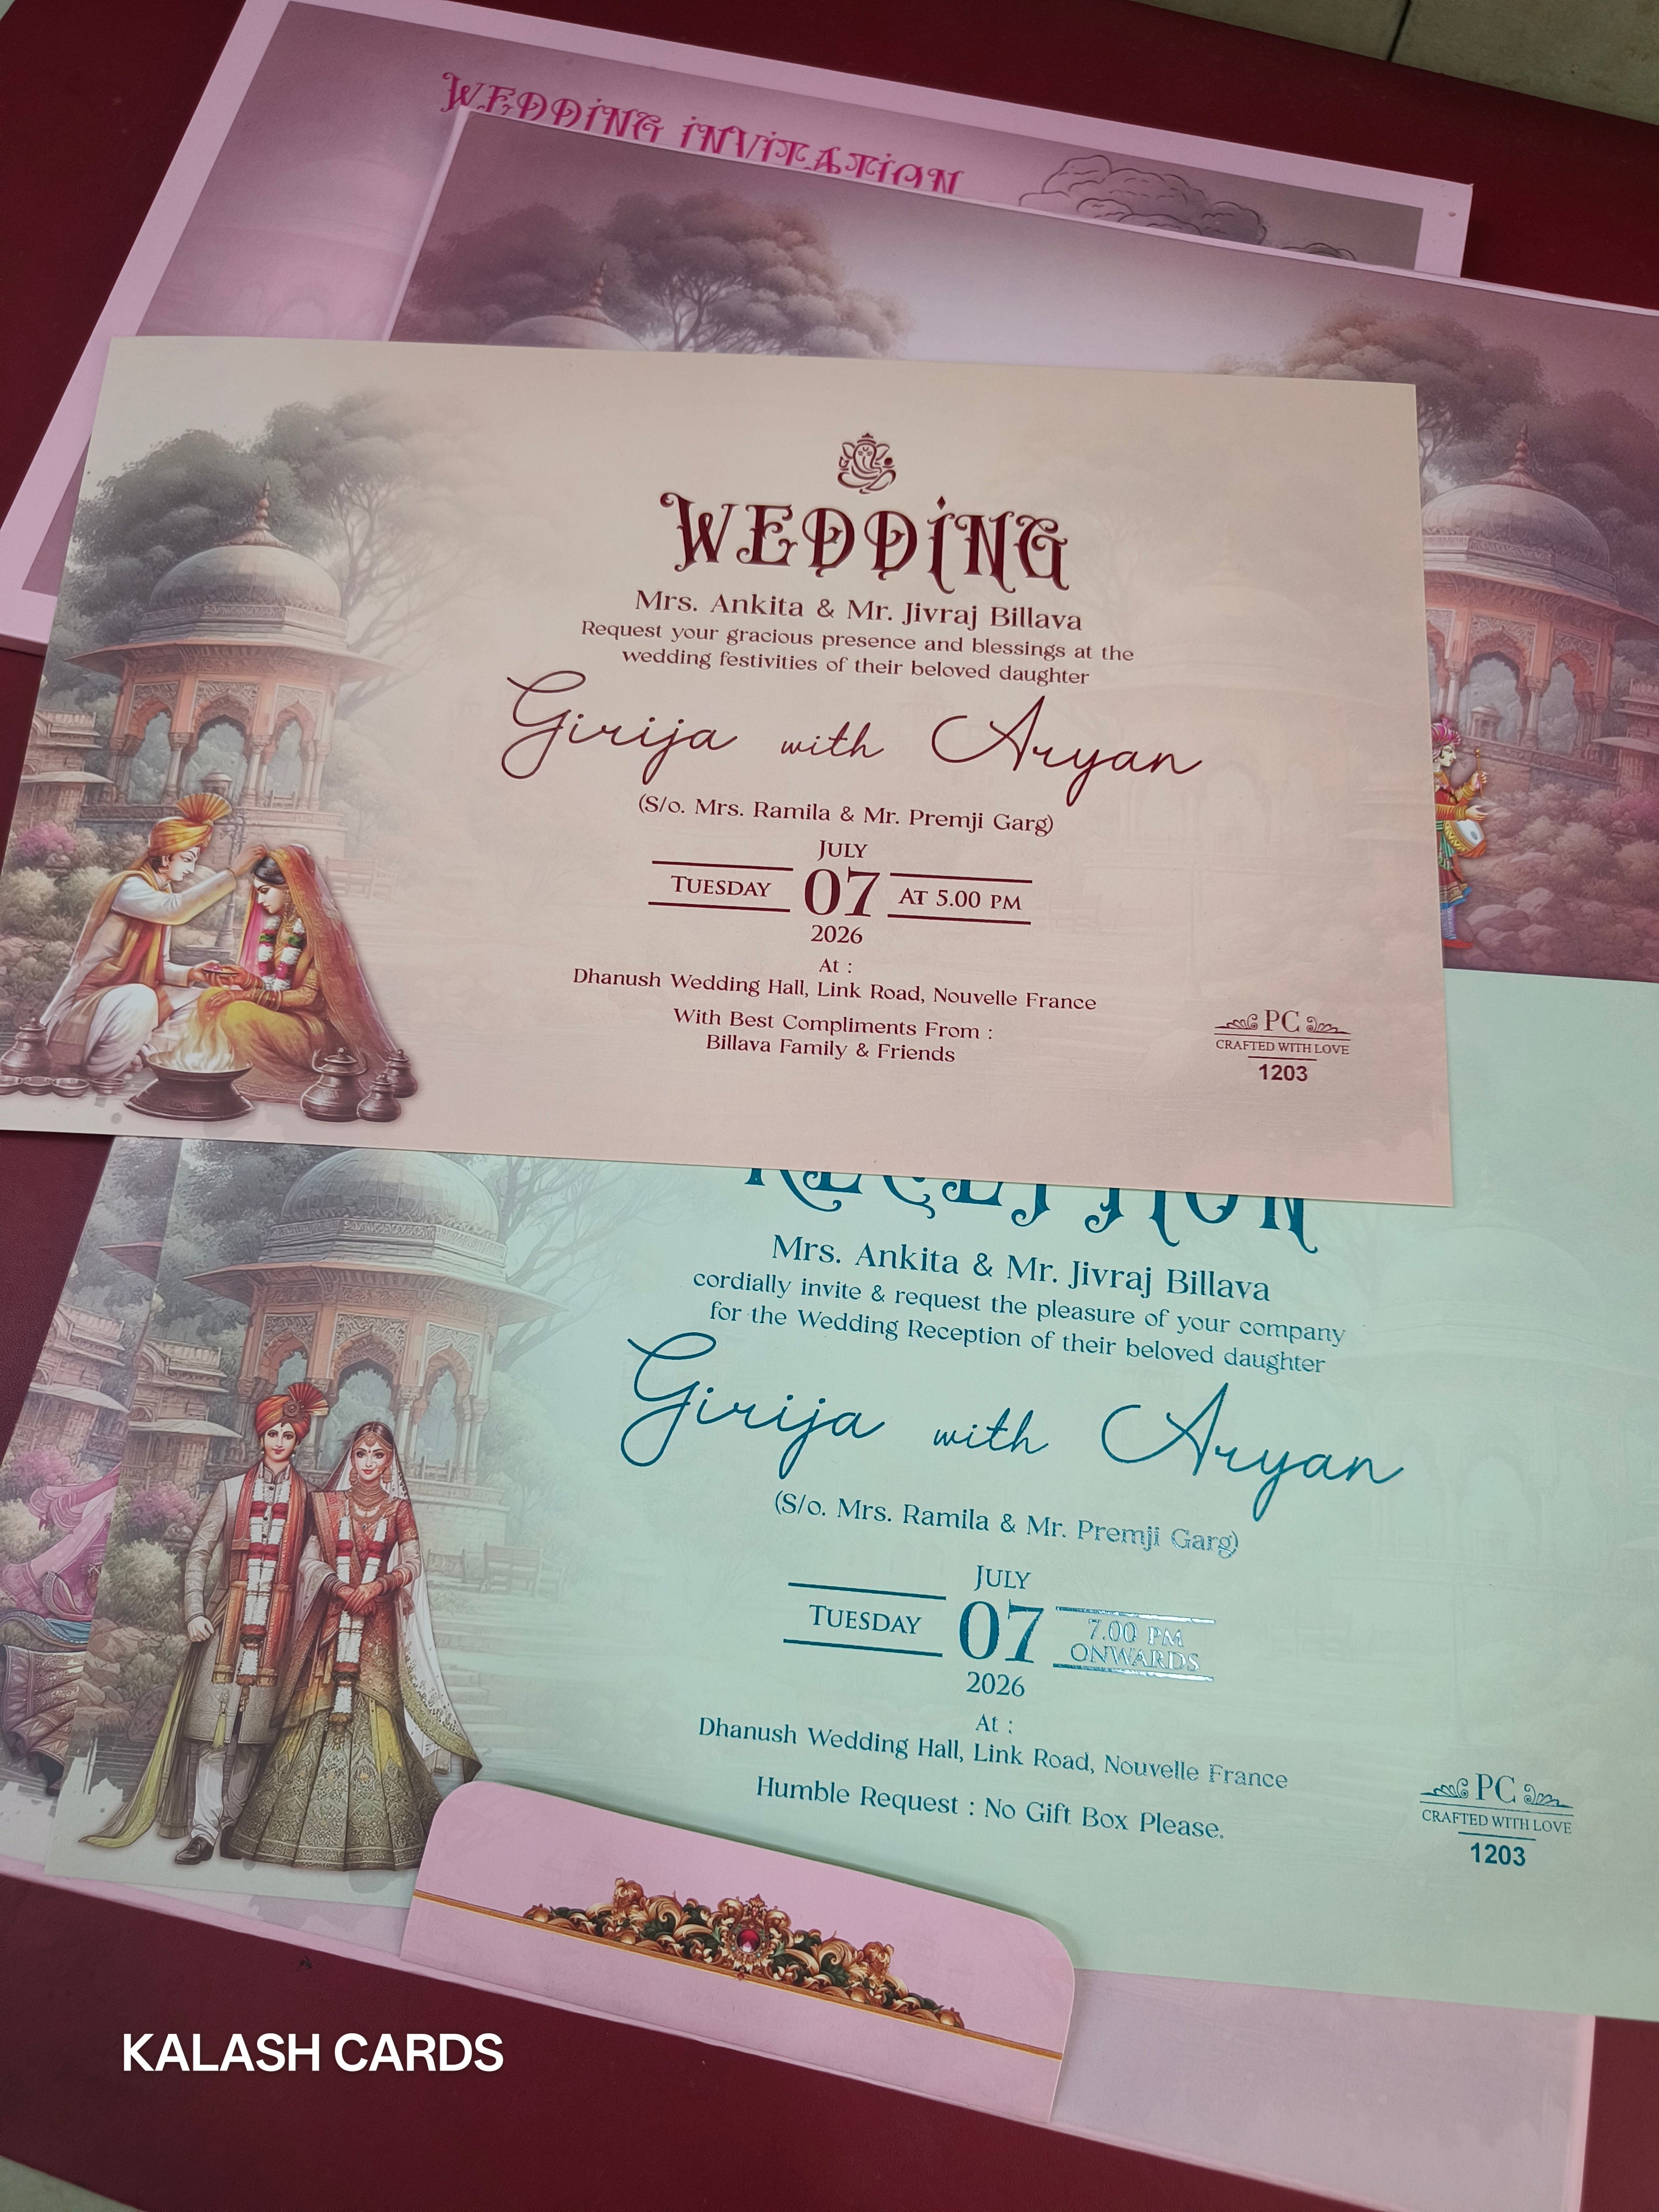 WEDDING INVITATION
WEDDING
Mrs. Ankita & Mr. Jivraj Billava
Request your gracious presence and blessings at the
wedding festivities of their beloved daughter
Girija with Aryan
(S/o. Mrs. Ramila & Mr. Premji Garg)
JULY
TUESDAY 07 AT 5.00 PM
2026
At :
Dhanush Wedding Hall, Link Road, Nouvelle France
With Best Compliments From :
Billava Family & Friends
PC
CRAFTED WITH LOVE
1203
RECEPTION
Mrs. Ankita & Mr. Jivraj Billava
cordially invite & request the pleasure of your company
for the Wedding Reception of their beloved daughter
Girija with Aryan
(S/o. Mrs. Ramila & Mr. Premji Garg)
JULY
TUESDAY 07 7.00 PM
ONWARDS
2026
At :
Dhanush Wedding Hall, Link Road, Nouvelle France
Humble Request : No Gift Box Please.
PC
CRAFTED WITH LOVE
1203
KALASH CARDS